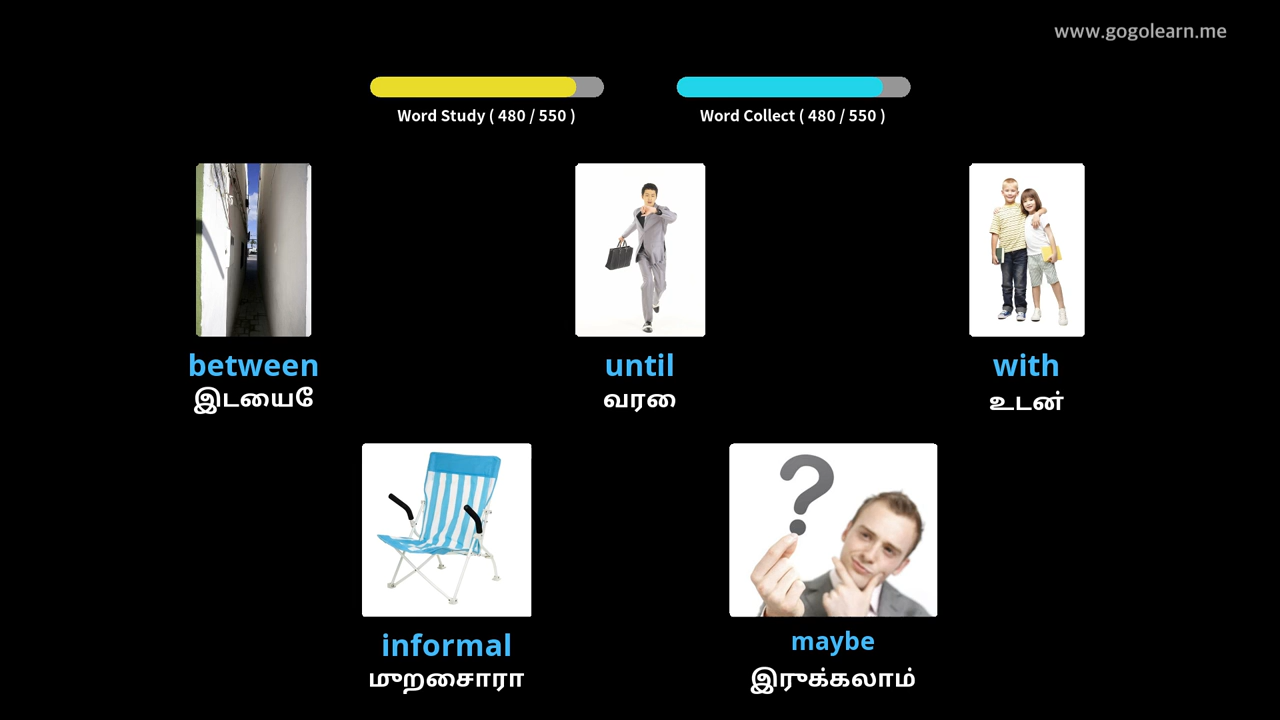 www.gogolearn.me
Word Study ( 480 / 550 )
Word Collect ( 480 / 550 )
between
இடையே
until
வரை
with
உடன்
informal
முறைசாரா
maybe
இருக்கலாம்